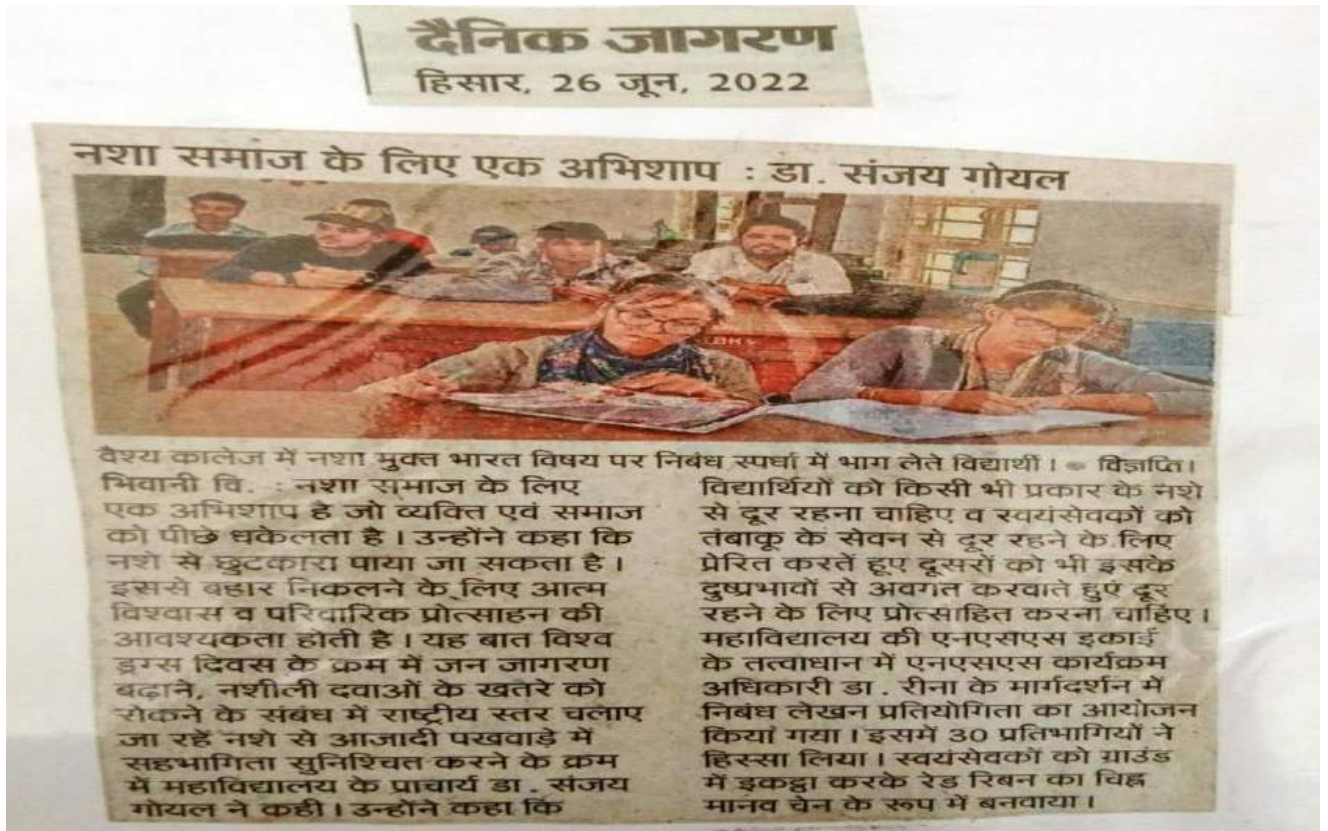 दैनिक जागरण
हिसार, 26 जून, 2022
नशा समाज के लिए एक अभिशाप : डा. संजय गोयल
वैश्य कालेज में नशा मुक्त भारत विषय पर निबंध स्पर्धा में भाग लेते विद्यार्थी। ● विज्ञप्ति।
भिवानी वि. : नशा समाज के लिए
एक अभिशाप है जो व्यक्ति एवं समाज
को पीछे धकेलता है। उन्होंने कहा कि
नशे से छुटकारा पाया जा सकता है।
इससे बहार निकलने के लिए आत्म
विश्वास व परिवारिक प्रोत्साहन की
आवश्यकता होती है। यह बात विश्व
ड्रग्स दिवस के क्रम में जन जागरण
बढ़ाने, नशीली दवाओं के खतरे को
रोकने के संबंध में राष्ट्रीय स्तर चलाए
जा रहें नशे से आजादी पखवाड़े में
सहभागिता सुनिश्चित करने के क्रम
में महाविद्यालय के प्राचार्य डा. संजय
गोयल ने कही। उन्होंने कहा कि
विद्यार्थियों को किसी भी प्रकार के नशे
से दूर रहना चाहिए व स्वयंसेवकों को
तंबाकू के सेवन से दूर रहने के लिए
प्रेरित करतें हूए दूसरों को भी इसके
दुष्प्रभावों से अवगत करवाते हुए दूर
रहने के लिए प्रोत्साहित करना चाहिए।
महाविद्यालय की एनएसएस इकाई
के तत्वाधान में एनएसएस कार्यक्रम
अधिकारी डा. रीना के मार्गदर्शन में
निबंध लेखन प्रतियोगिता का आयोजन
किया गया। इसमें 30 प्रतिभागियों ने
हिस्सा लिया। स्वयंसेवकों को ग्राउंड
में इकट्ठा करके रेड रिबन का चिह्न
मानव चेन के रूप में बनवाया।